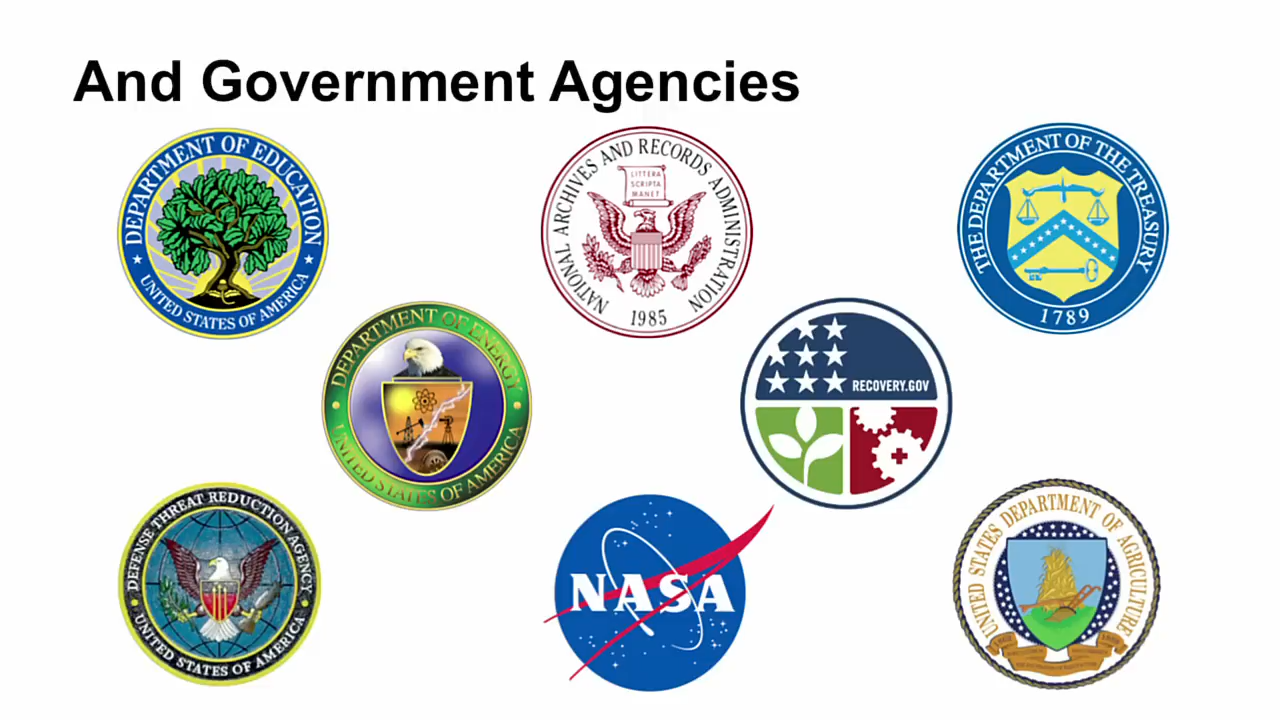 And Government Agencies
DEPARTMENT OF EDUCATION
UNITED STATES OF AMERICA
NATIONAL ARCHIVES AND RECORDS ADMINISTRATION
LITTERA
SCRIPTA
MANET
1985
THE DEPARTMENT OF THE TREASURY
1789
DEPARTMENT OF ENERGY
UNITED STATES OF AMERICA
RECOVERY.GOV
DEFENSE THREAT REDUCTION AGENCY
UNITED STATES OF AMERICA
NASA
UNITED STATES DEPARTMENT OF AGRICULTURE